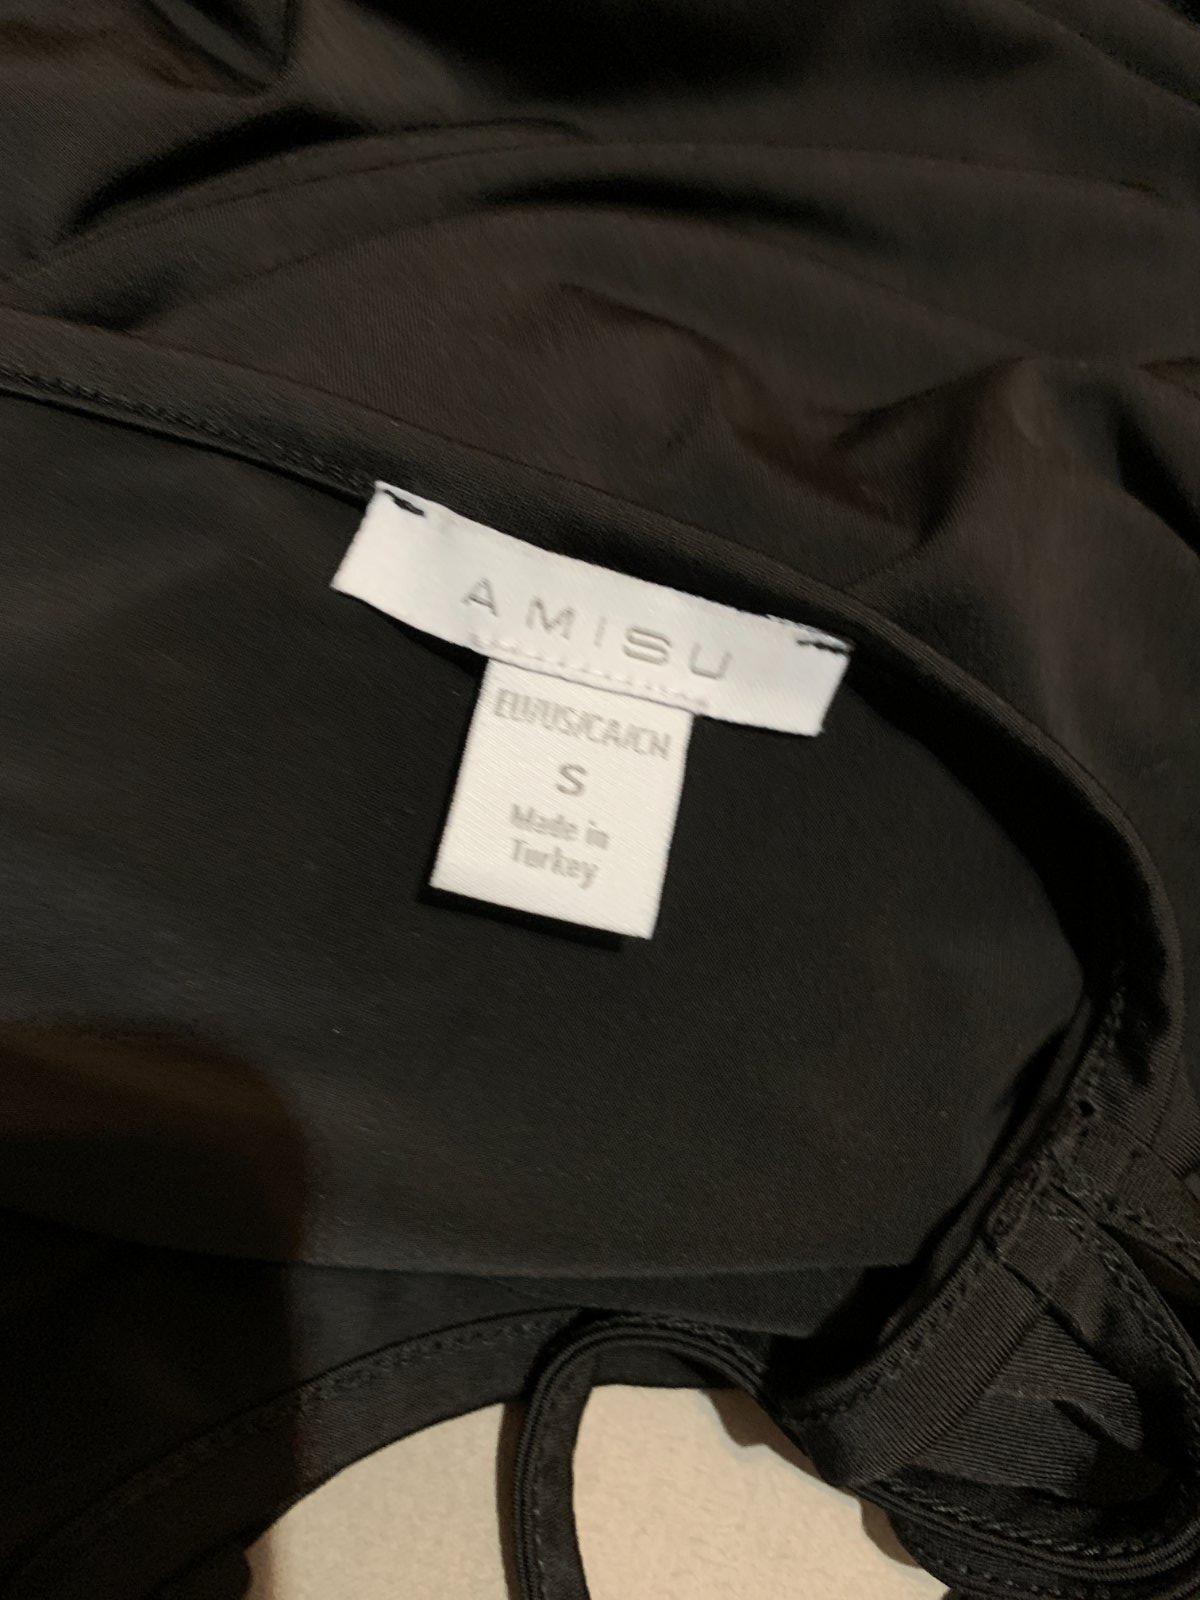 AMISU
EU/US/CA/CN
S
Made in
Turkey